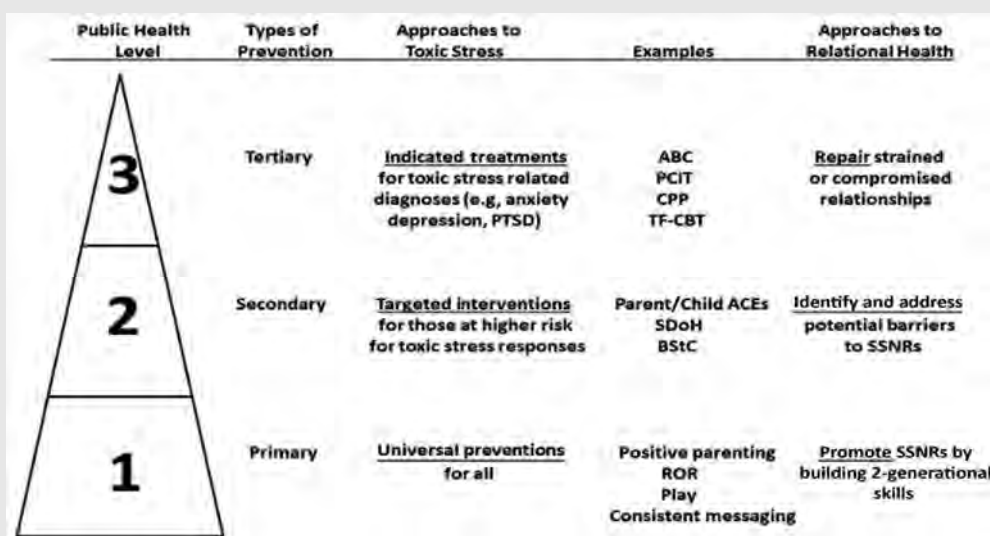 Public Health Level
Types of Prevention
Approaches to Toxic Stress
Examples
Approaches to Relational Health
3
Tertiary
Indicated treatments
for toxic stress related
diagnoses (e.g, anxiety
depression, PTSD)
ABC
PCIT
CPP
TF-CBT
Repair strained
or compromised
relationships
2
Secondary
Targeted interventions
for those at higher risk
for toxic stress responses
Parent/Child ACEs
SDoH
BStC
Identify and address
potential barriers
to SSNRs
1
Primary
Universal preventions
for all
Positive parenting
ROR
Play
Consistent messaging
Promote SSNRs by
building 2-generational
skills